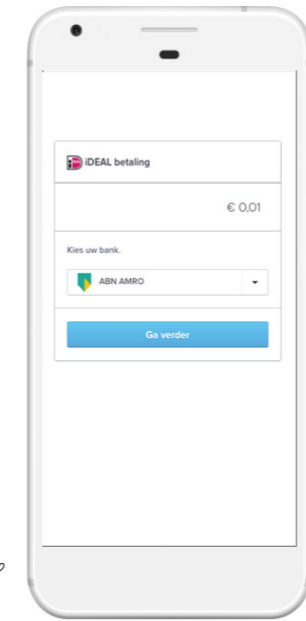 iDEAL betaling
€ 0,01
Kies uw bank.
ABN AMRO
Ga verder